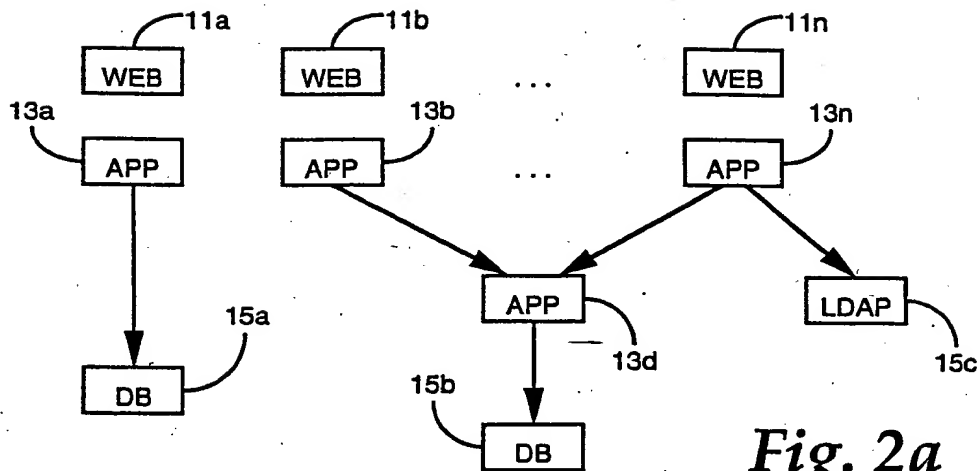 11a 11b 11n
WEB WEB ... WEB
13a 13b 13n
APP APP ... APP
APP LDAP
15a 13d 15c
DB 15b
DB
Fig. 2a